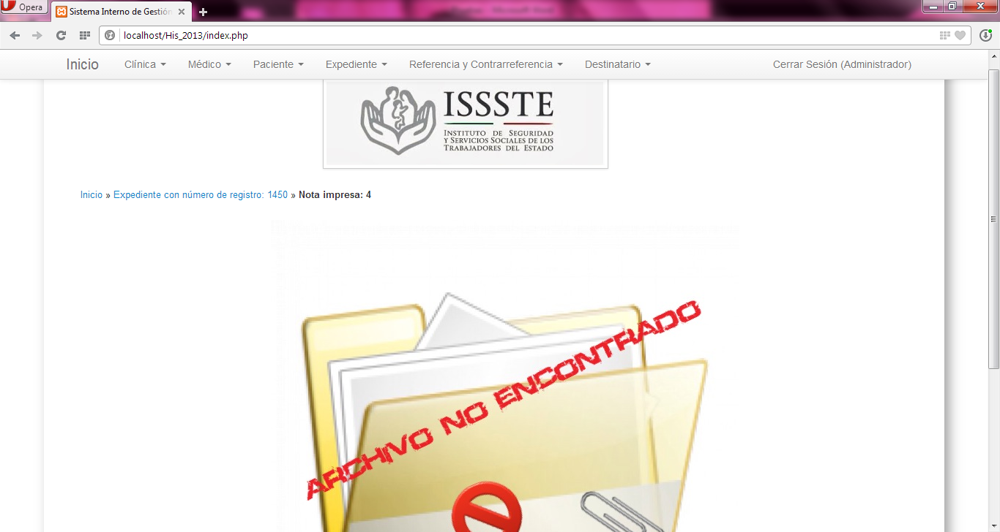 Opera
Sistema Interno de Gestión
localhost/His_2013/index.php
Inicio Clínica Médico Paciente Expediente Referencia y Contrarreferencia Destinatario Cerrar Sesión (Administrador)
ISSSTE
INSTITUTO DE SEGURIDAD
Y SERVICIOS SOCIALES DE LOS
TRABAJADORES DEL ESTADO
Inicio » Expediente con número de registro: 1450 » Nota impresa: 4
ARCHIVO NO ENCONTRADO